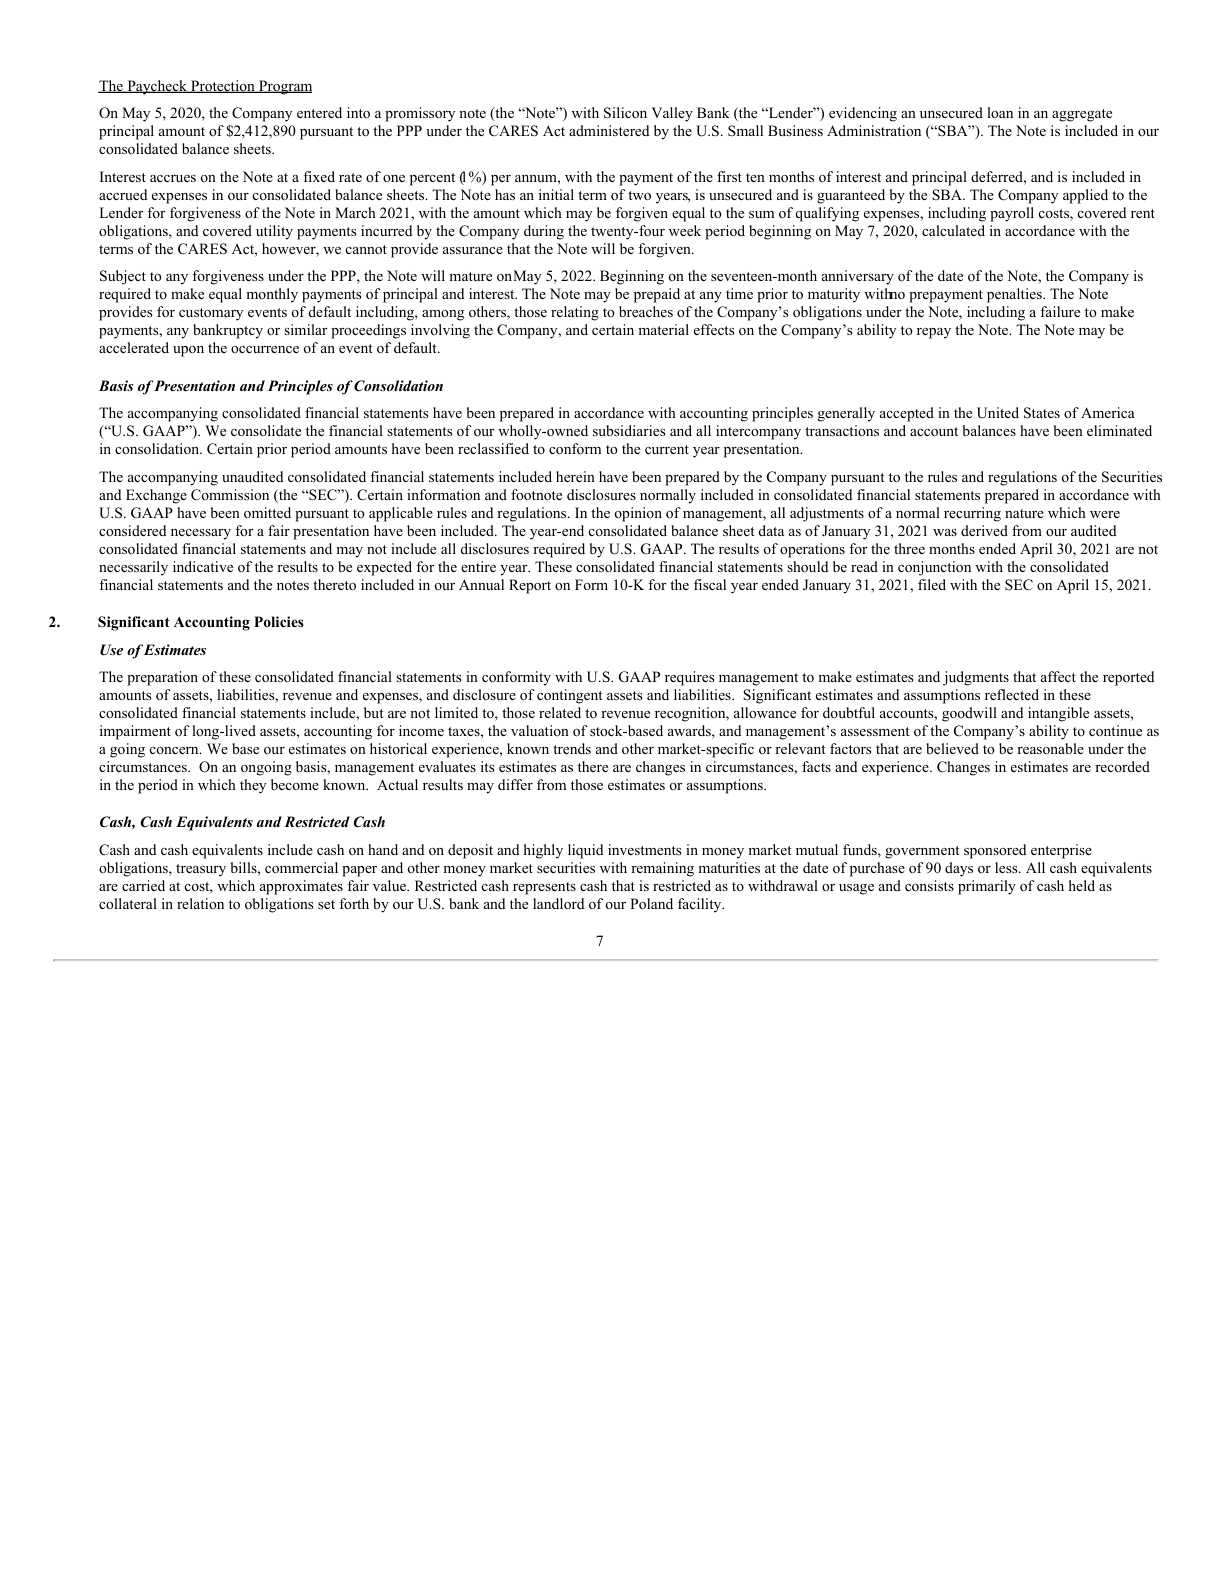 The Paycheck Protection Program
On May 5, 2020, the Company entered into a promissory note (the “Note”) with Silicon Valley Bank (the “Lender”) evidencing an unsecured loan in an aggregate
principal amount of $2,412,890 pursuant to the PPP under the CARES Act administered by the U.S. Small Business Administration (“SBA”). The Note is included in our
consolidated balance sheets.
Interest accrues on the Note at a fixed rate of one percent (1%) per annum, with the payment of the first ten months of interest and principal deferred, and is included in
accrued expenses in our consolidated balance sheets. The Note has an initial term of two years, is unsecured and is guaranteed by the SBA. The Company applied to the
Lender for forgiveness of the Note in March 2021, with the amount which may be forgiven equal to the sum of qualifying expenses, including payroll costs, covered rent
obligations, and covered utility payments incurred by the Company during the twenty-four week period beginning on May 7, 2020, calculated in accordance with the
terms of the CARES Act, however, we cannot provide assurance that the Note will be forgiven.
Subject to any forgiveness under the PPP, the Note will mature on May 5, 2022. Beginning on the seventeen-month anniversary of the date of the Note, the Company is
required to make equal monthly payments of principal and interest. The Note may be prepaid at any time prior to maturity with no prepayment penalties. The Note
provides for customary events of default including, among others, those relating to breaches of the Company’s obligations under the Note, including a failure to make
payments, any bankruptcy or similar proceedings involving the Company, and certain material effects on the Company’s ability to repay the Note. The Note may be
accelerated upon the occurrence of an event of default.
Basis of Presentation and Principles of Consolidation
The accompanying consolidated financial statements have been prepared in accordance with accounting principles generally accepted in the United States of America
(“U.S. GAAP”). We consolidate the financial statements of our wholly-owned subsidiaries and all intercompany transactions and account balances have been eliminated
in consolidation. Certain prior period amounts have been reclassified to conform to the current year presentation.
The accompanying unaudited consolidated financial statements included herein have been prepared by the Company pursuant to the rules and regulations of the Securities
and Exchange Commission (the “SEC”). Certain information and footnote disclosures normally included in consolidated financial statements prepared in accordance with
U.S. GAAP have been omitted pursuant to applicable rules and regulations. In the opinion of management, all adjustments of a normal recurring nature which were
considered necessary for a fair presentation have been included. The year-end consolidated balance sheet data as of January 31, 2021 was derived from our audited
consolidated financial statements and may not include all disclosures required by U.S. GAAP. The results of operations for the three months ended April 30, 2021 are not
necessarily indicative of the results to be expected for the entire year. These consolidated financial statements should be read in conjunction with the consolidated
financial statements and the notes thereto included in our Annual Report on Form 10-K for the fiscal year ended January 31, 2021, filed with the SEC on April 15, 2021.
2. Significant Accounting Policies
Use of Estimates
The preparation of these consolidated financial statements in conformity with U.S. GAAP requires management to make estimates and judgments that affect the reported
amounts of assets, liabilities, revenue and expenses, and disclosure of contingent assets and liabilities. Significant estimates and assumptions reflected in these
consolidated financial statements include, but are not limited to, those related to revenue recognition, allowance for doubtful accounts, goodwill and intangible assets,
impairment of long-lived assets, accounting for income taxes, the valuation of stock-based awards, and management’s assessment of the Company’s ability to continue as
a going concern. We base our estimates on historical experience, known trends and other market-specific or relevant factors that are believed to be reasonable under the
circumstances. On an ongoing basis, management evaluates its estimates as there are changes in circumstances, facts and experience. Changes in estimates are recorded
in the period in which they become known. Actual results may differ from those estimates or assumptions.
Cash, Cash Equivalents and Restricted Cash
Cash and cash equivalents include cash on hand and on deposit and highly liquid investments in money market mutual funds, government sponsored enterprise
obligations, treasury bills, commercial paper and other money market securities with remaining maturities at the date of purchase of 90 days or less. All cash equivalents
are carried at cost, which approximates fair value. Restricted cash represents cash that is restricted as to withdrawal or usage and consists primarily of cash held as
collateral in relation to obligations set forth by our U.S. bank and the landlord of our Poland facility.
7